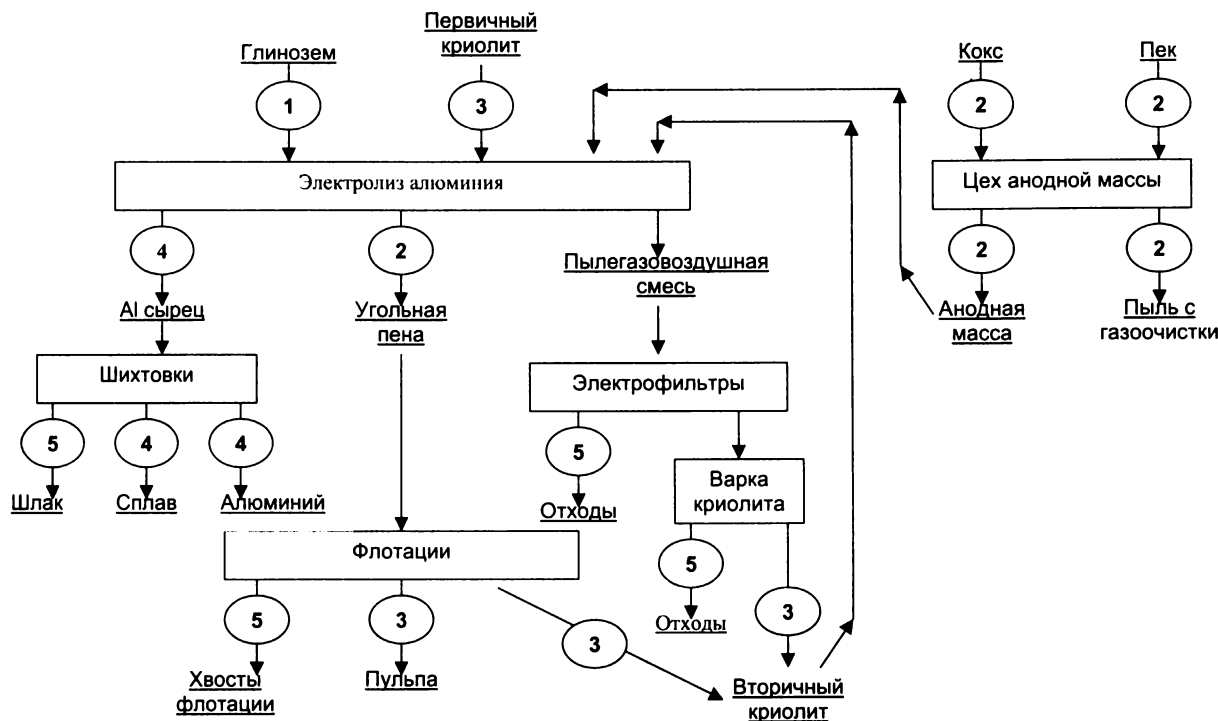 Глинозем
Первичный
криолит
Кокс
Пек
1
3
2
2
Электролиз алюминия
Цех анодной массы
4
2
2
2
Al сырец
Угольная
пена
Пылегазовоздушная
смесь
Анодная
масса
Пыль с
газоочистки
Шихтовки
Электрофильтры
5
4
4
5
Шлак
Сплав
Алюминий
Отходы
Варка
криолита
Флотации
5
3
5
3
3
Отходы
Хвосты
флотации
Пульпа
Вторичный
криолит